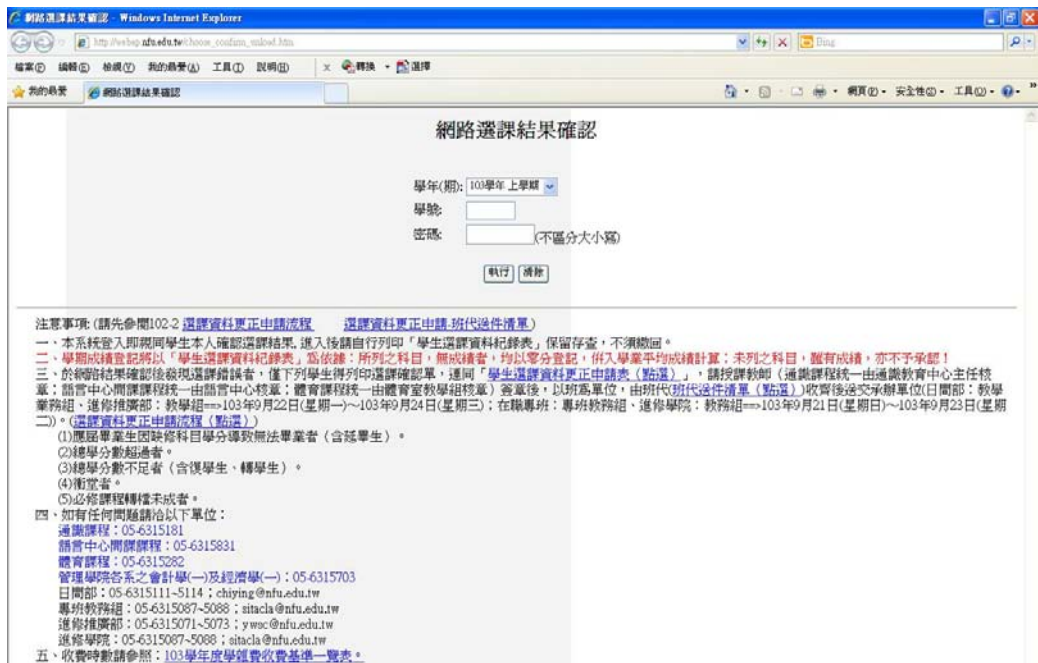 網路選課結果確認 - Windows Internet Explorer
http://webap.nfu.edu.tw/choose_confirm_unload.htm
Bing
檔案(F) 編輯(E) 檢視(V) 我的最愛(A) 工具(T) 說明(H) x 轉換 選擇
我的最愛 網路選課結果確認 網頁(P) 安全性(S) 工具(O)
網路選課結果確認
學年(期): 103學年 上學期
學號:
密碼: (不區分大小寫)
執行 清除
注意事項: (請先參閱102-2 選課資料更正申請流程 選課資料更正申請-班代送件清單)
一、本系統登入即視同學生本人確認選課結果, 進入後請自行列印「學生選課資料紀錄表」保留存查,不須繳回。
二、學期成績登記將以「學生選課資料紀錄表」為依據:所列之科目,無成績者,均以零分登記,併入學業平均成績計算:未列之科目,雖有成績,亦不予承認!
三、於網路結果確認後發現選課錯誤者,僅下列學生得列印選課確認單,連同「學生選課資料更正申請表(點選)」,請授課教師(通識課程統一由通識教育中心主任核
章;語言中心開課課程統一由語言中心核章;體育課程統一由體育室教學組核章)簽章後,以班為單位,由班代(班代送件清單(點選))收齊後送交承辦單位(日間部:教學
業務組、進修推廣部:教學組==>103年9月22日(星期一)~103年9月24日(星期三);在職專班:專班教務組、進修學院:教務組==>103年9月21日(星期日)~103年9月23日(星期
二))。(選課資料更正申請流程(點選))
(1)應屆畢業生因缺修科目學分導致無法畢業者(含延畢生)。
(2)總學分數超過者。
(3)總學分數不足者(含復學生、轉學生)。
(4)衝堂者。
(5)必修課程轉檔未成者。
四、如有任何問題請洽以下單位:
通識課程:05-6315181
語言中心開課課程:05-6315831
體育課程:05-6315282
管理學院各系之會計學(一)及經濟學(一):05-6315703
日間部:05-6315111~5114;chiying@nfu.edu.tw
專班教務組:05-6315087~5088;sitacla@nfu.edu.tw
進修推廣部:05-6315071~5073;ywsc@nfu.edu.tw
進修學院:05-6315087~5088;sitacla@nfu.edu.tw
五、收費時數請參照:103學年度學雜費收費基準一覽表。